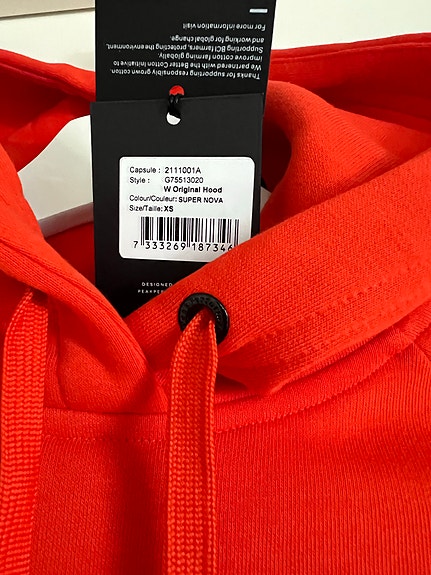 Thanks for supporting responsibly grown cotton.
We partnered with the Better Cotton Initiative to
improve cotton farming globally.
Supporting BCI farmers, protecting the environment,
and working for global change.
For more information visit
Capsule : 2111001A
Style : G75513020
W Original Hood
Colour/Couleur: SUPER NOVA
Size/Taille: XS
7 333269 187346
DESIGNED